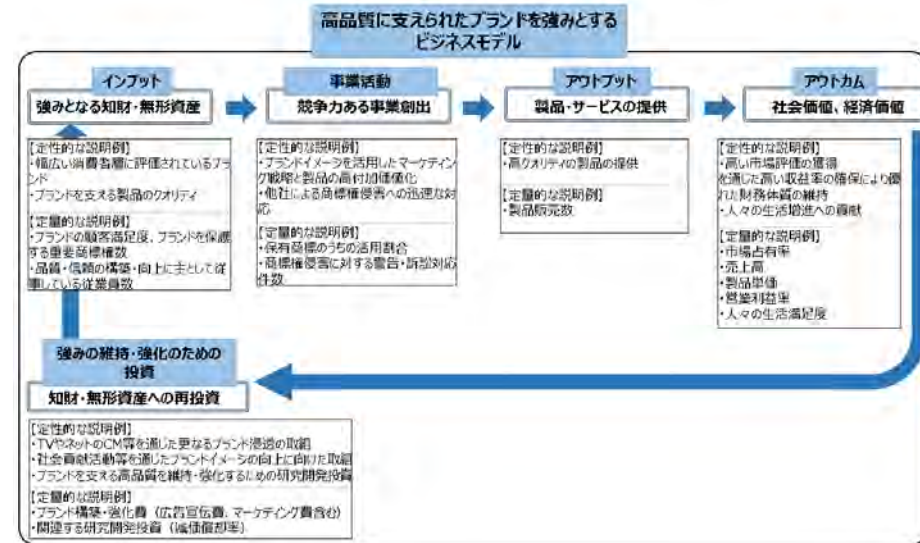 高品質に支えられたブランドを強みとする
ビジネスモデル
インプット
強みとなる知財・無形資産
【定性的な説明例】
・幅広い消費者層に評価されているブラ
ンド
・ブランドを支える製品のクオリティ
【定量的な説明例】
・ブランドの顧客満足度、ブランドを保護
する重要商標権数
・品質・信頼の構築・向上に主として従
事している従業員数
事業活動
競争力ある事業創出
【定性的な説明例】
・ブランドイメージを活用したマーケティン
グ戦略と製品の高付加価値化
・他社による商標権侵害への迅速な対
応
【定量的な説明例】
・保有商標のうちの活用割合
・商標権侵害に対する警告・訴訟対応
件数
アウトプット
製品・サービスの提供
【定性的な説明例】
・高クオリティの製品の提供
【定量的な説明例】
・製品販売数
アウトカム
社会価値、経済価値
【定性的な説明例】
・高い市場評価の獲得
を通じた高い収益率の確保により優
れた財務体質の維持
・人々の生活増進への貢献
【定量的な説明例】
・市場占有率
・売上高
・製品単価
・営業利益率
・人々の生活満足度
強みの維持・強化のための
投資
知財・無形資産への再投資
【定性的な説明例】
・TVやネットのCM等を通じた更なるブランド浸透の取組
・社会貢献活動等を通じたブランドイメージの向上に向けた取組
・ブランドを支える高品質を維持・強化するための研究開発投資
【定量的な説明例】
・ブランド構築・強化費（広告宣伝費、マーケティング費含む）
・関連する研究開発投資（減価償却率）